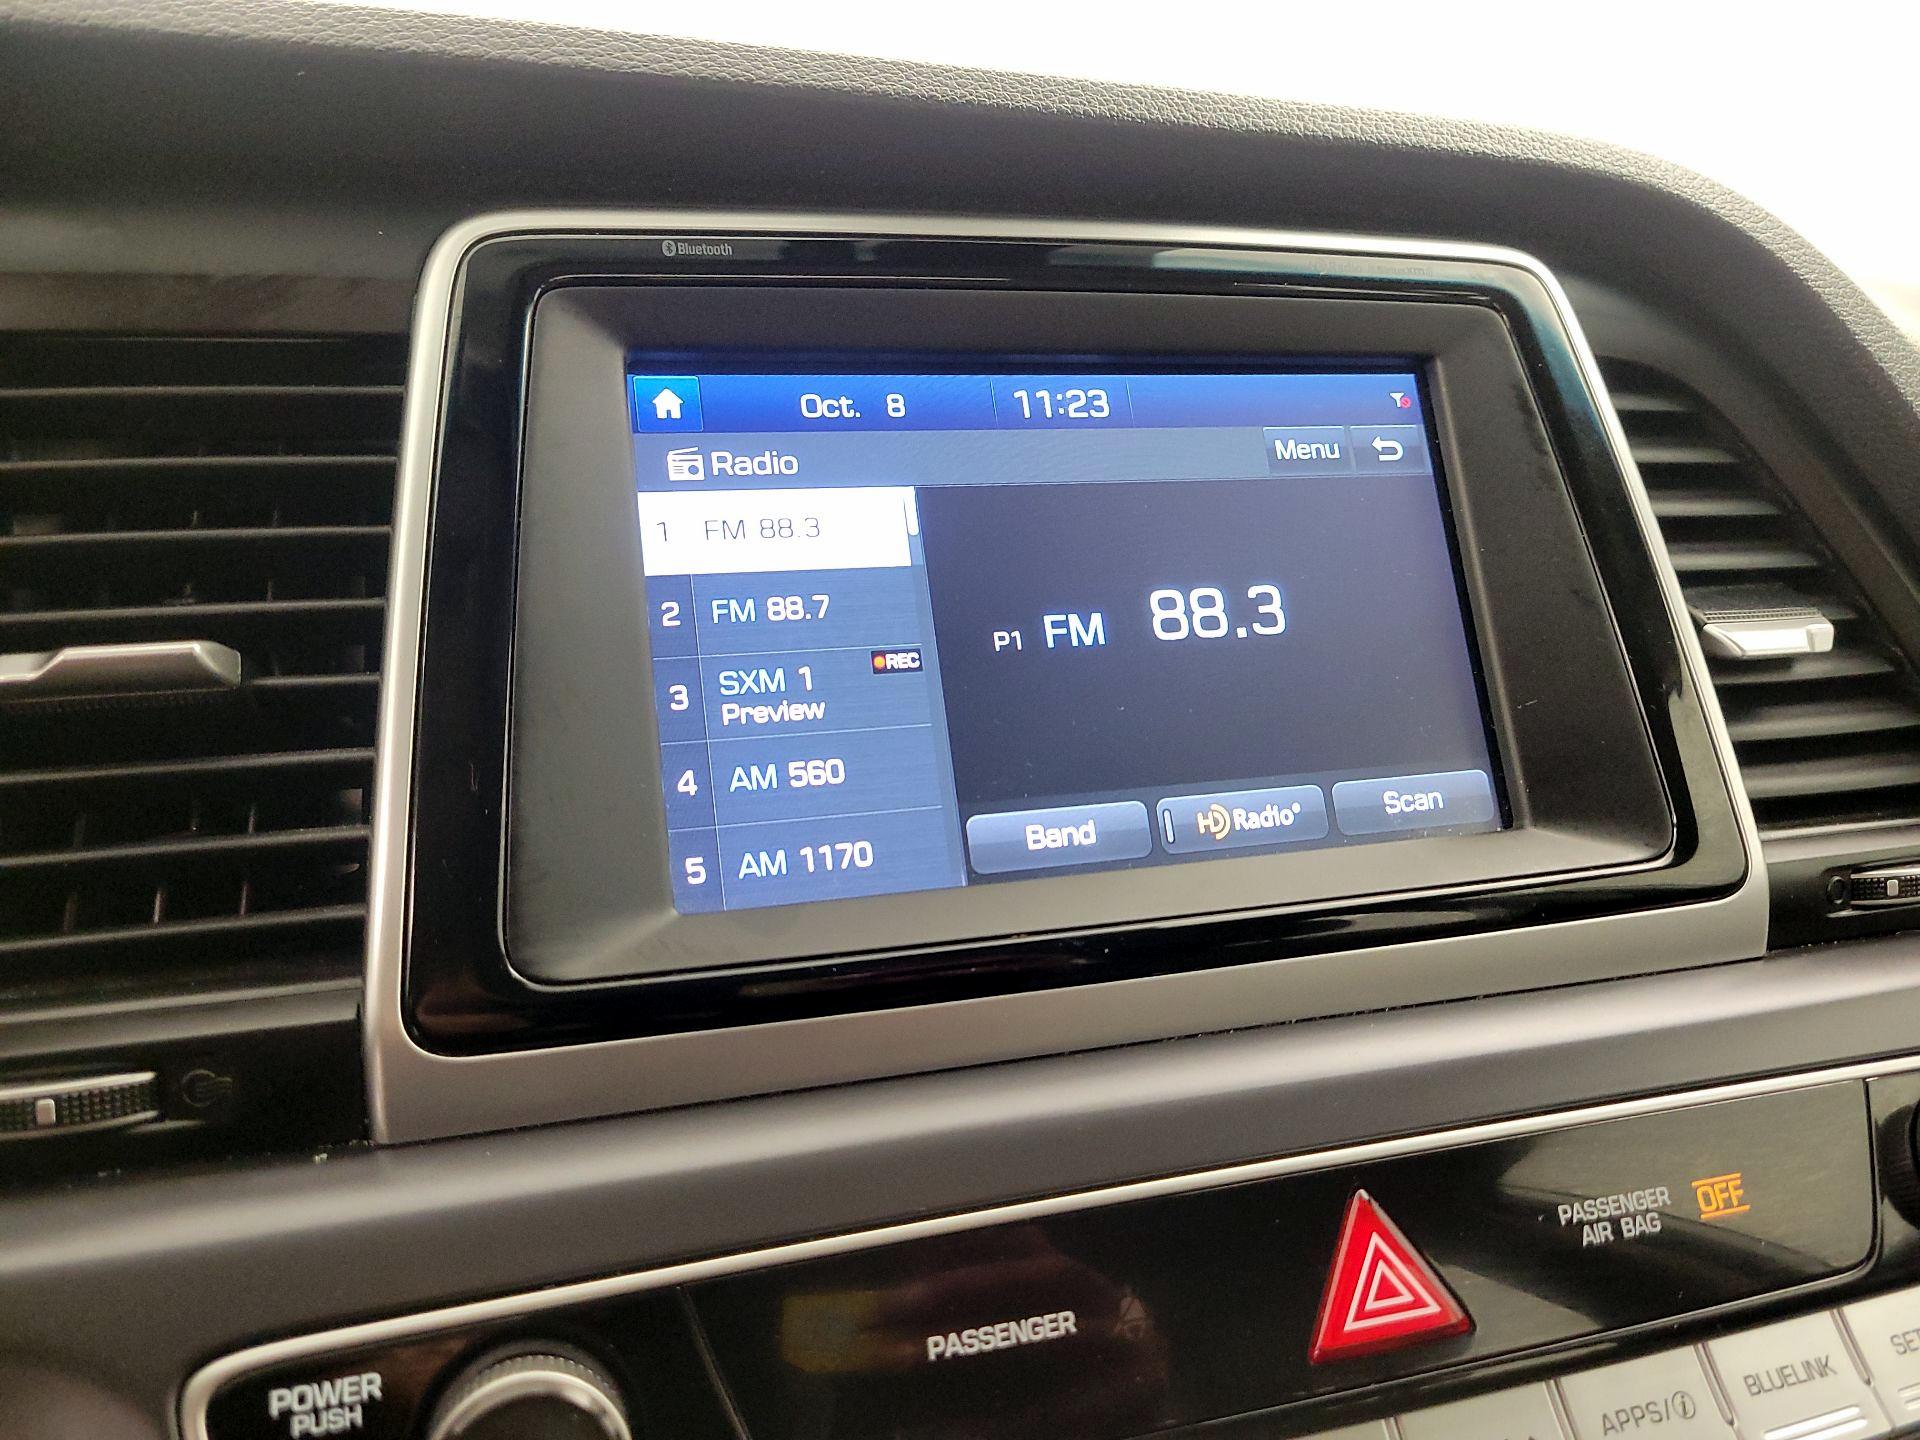 Bluetooth
Oct. 8 11:23
Radio Menu
1 FM 88.3
2 FM 88.7
3 SXM 1 REC
Preview
4 AM 560
5 AM 1170
P1 FM 88.3
Band HD Radio Scan
PASSENGER
AIR BAG OFF
PASSENGER
POWER
PUSH
APPS/i
BLUELINK